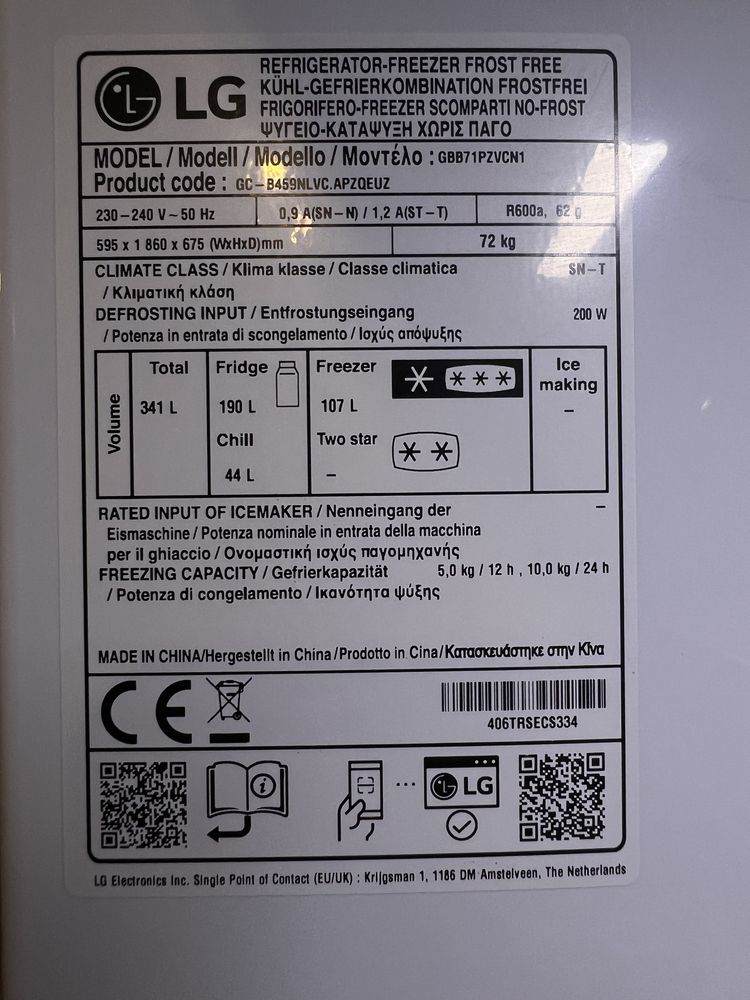 LG
REFRIGERATOR-FREEZER FROST FREE
KÜHL-GEFRIERKOMBINATION FROSTFREI
FRIGORIFERO-FREEZER SCOMPARTI NO-FROST
ΨΥΓΕΙΟ-ΚΑΤΑΨΥΞΗ ΧΩΡΙΣ ΠΑΓΟ
MODEL / Modell / Modello / Μοντέλο : GBB71PZVCN1
Product code : GC-B459NLVC.APZQEUZ
230-240 V~50 Hz 0,9 A(SN-N) / 1,2 A(ST-T) R600a, 62 g
595 x 1 860 x 675 (WxHxD)mm 72 kg
CLIMATE CLASS / Klima klasse / Classe climatica SN-T
/ Κλιματική κλάση
DEFROSTING INPUT / Entfrostungseingang 200 W
/ Potenza in entrata di scongelamento / Ισχύς απόψυξης
Volume
Total
341 L
Fridge
190 L
Chill
44 L
Freezer
107 L
Two star
–
Ice
making
–
RATED INPUT OF ICEMAKER / Nenneingang der –
Eismaschine / Potenza nominale in entrata della macchina
per il ghiaccio / Ονομαστική ισχύς παγομηχανής
FREEZING CAPACITY / Gefrierkapazität 5,0 kg / 12 h , 10,0 kg / 24 h
/ Potenza di congelamento / Ικανότητα ψύξης
MADE IN CHINA/Hergestellt in China/Prodotto in Cina/Κατασκευάστηκε στην Κίνα
CE
406TRSECS334
LG
LG Electronics Inc. Single Point of Contact (EU/UK) : Krijgsman 1, 1186 DM Amstelveen, The Netherlands